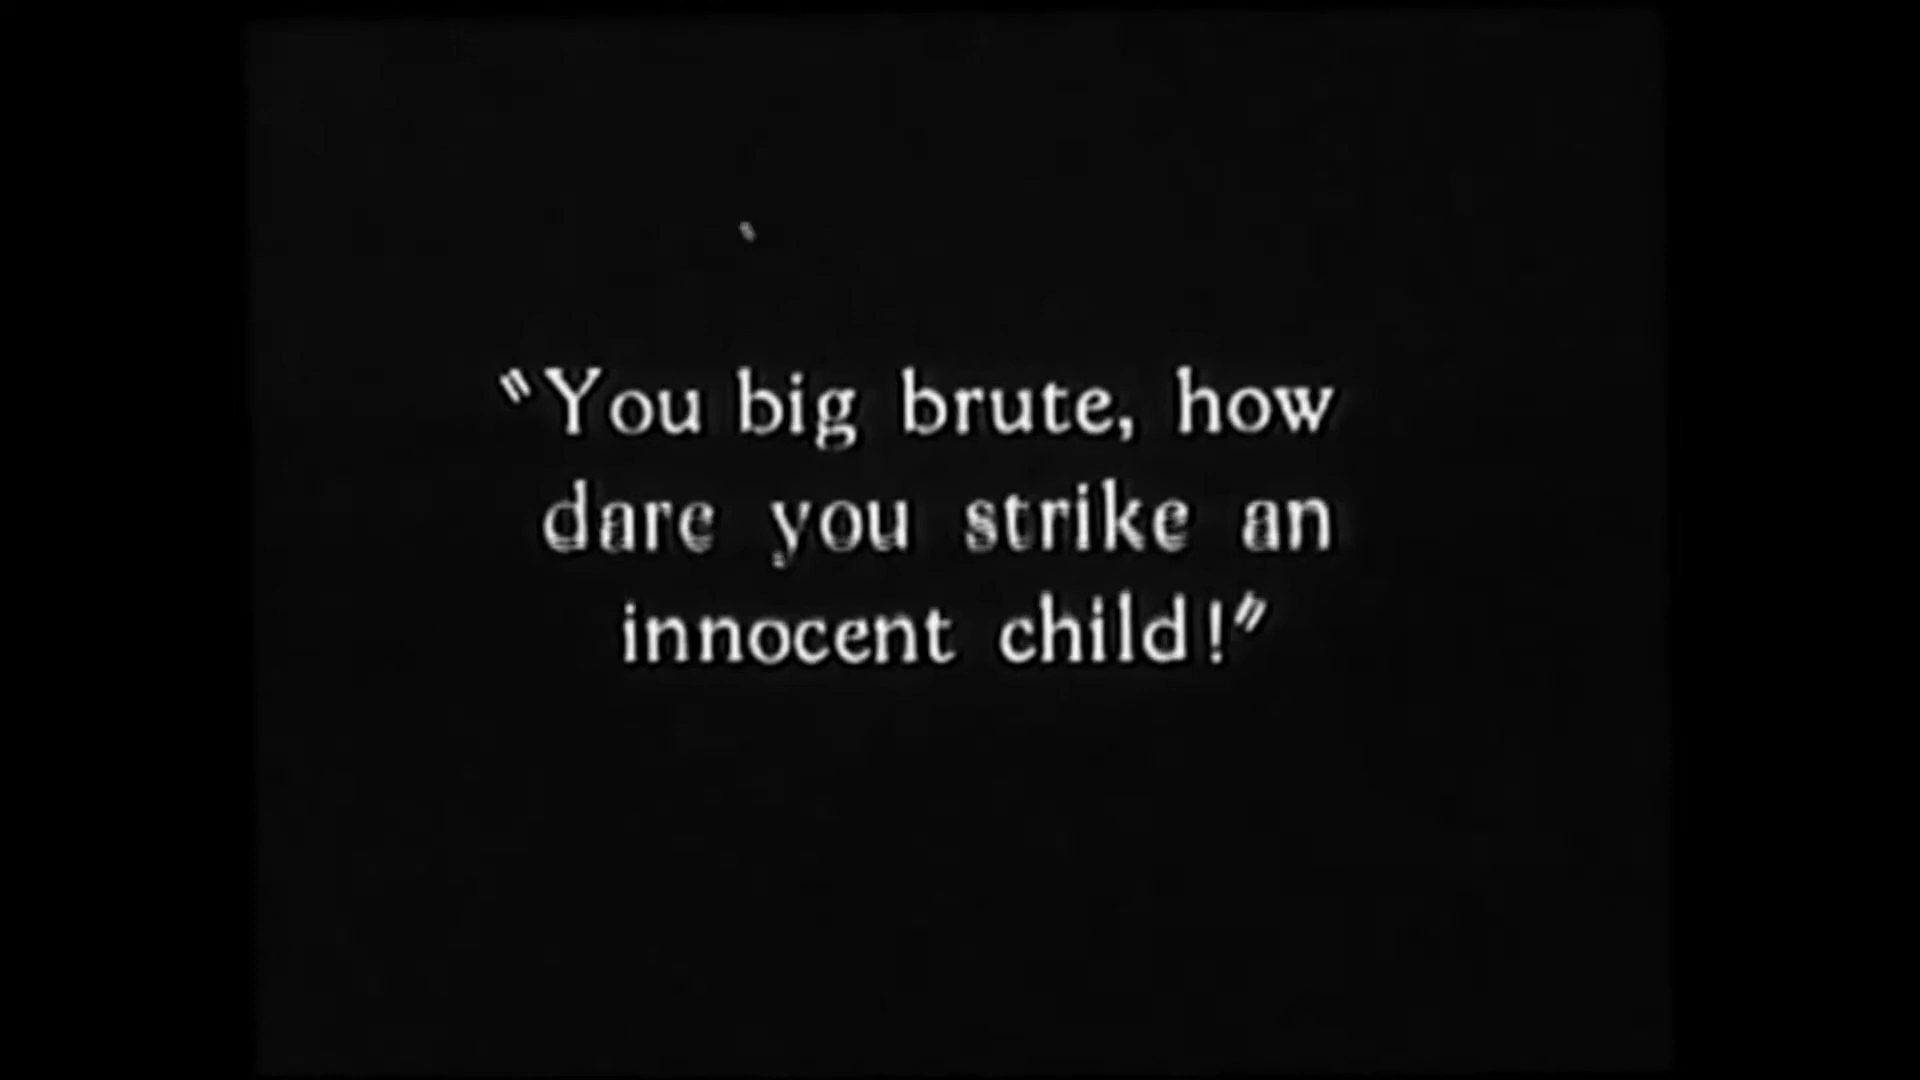 "You big brute, how
dare you strike an
innocent child!"